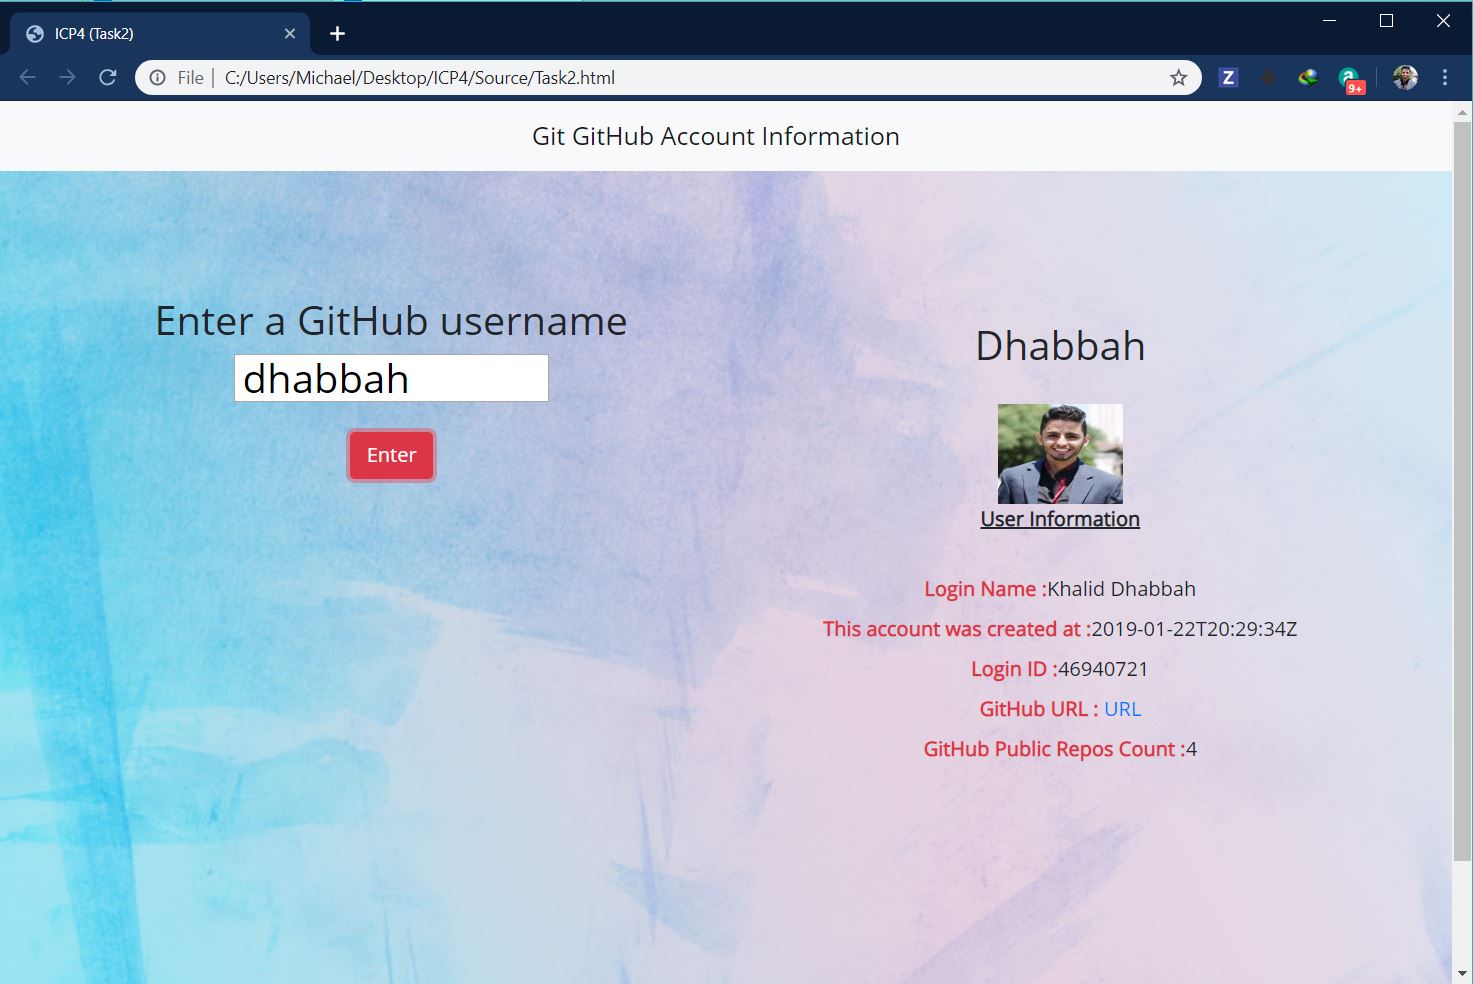 ICP4 (Task2)
File | C:/Users/Michael/Desktop/ICP4/Source/Task2.html
Z
a
9+
Git GitHub Account Information
Enter a GitHub username
dhabbah
Enter
Dhabbah
User Information
Login Name :Khalid Dhabbah
This account was created at :2019-01-22T20:29:34Z
Login ID :46940721
GitHub URL : URL
GitHub Public Repos Count :4